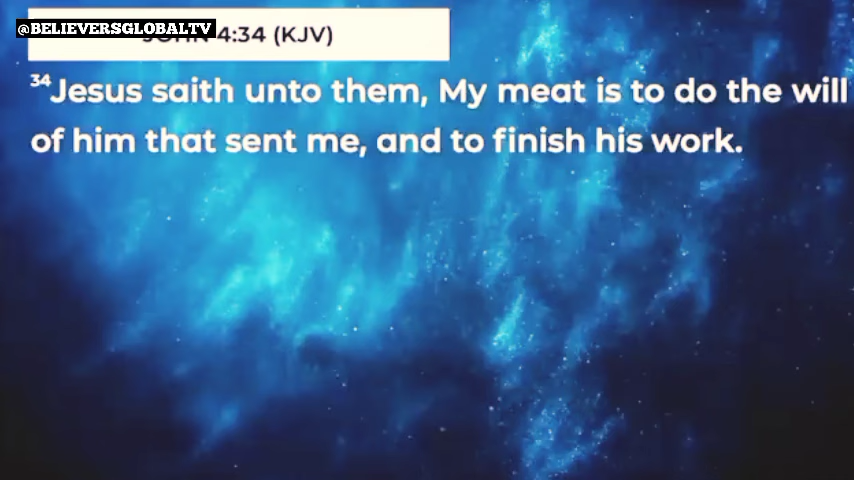 @BELIEVERSGLOBALTV
JOHN 4:34 (KJV)
34Jesus saith unto them, My meat is to do the will
of him that sent me, and to finish his work.